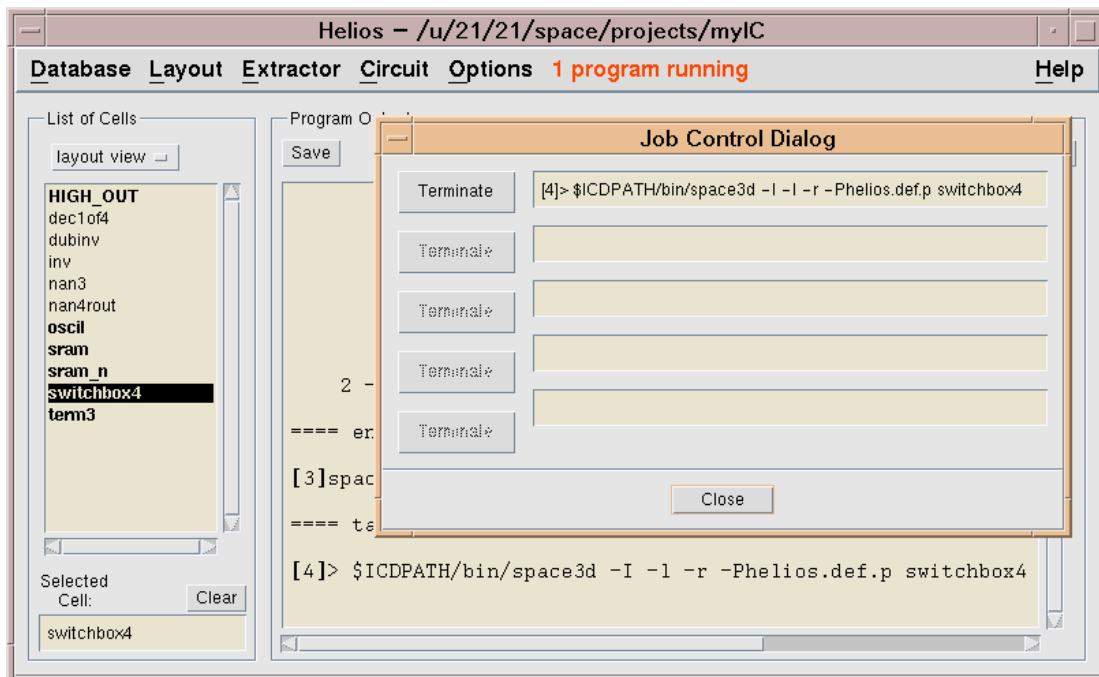 Helios – /u/21/21/space/projects/myIC
Database Layout Extractor Circuit Options 1 program running Help
List of Cells
layout view
HIGH_OUT
dec1of4
dubinv
inv
nan3
nan4rout
oscil
sram
sram_n
switchbox4
term3
Selected
Cell:
Clear
switchbox4
Program O
Save
2 -
==== er
[3]spac
==== ta
[4]> $ICDPATH/bin/space3d -I -l -r -Phelios.def.p switchbox4
Job Control Dialog
Terminate [4]> $ICDPATH/bin/space3d -I -l -r -Phelios.def.p switchbox4
Terminate
Terminate
Terminate
Terminate
Close